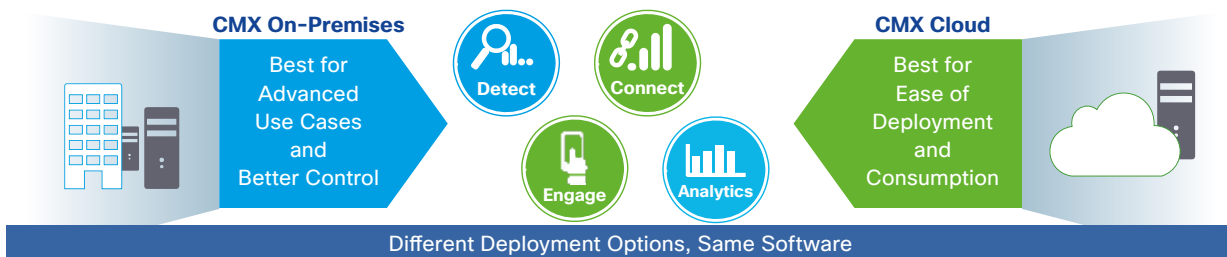 CMX On-Premises
Best for
Advanced
Use Cases
and
Better Control
Detect
Connect
Engage
Analytics
CMX Cloud
Best for
Ease of
Deployment
and
Consumption
Different Deployment Options, Same Software